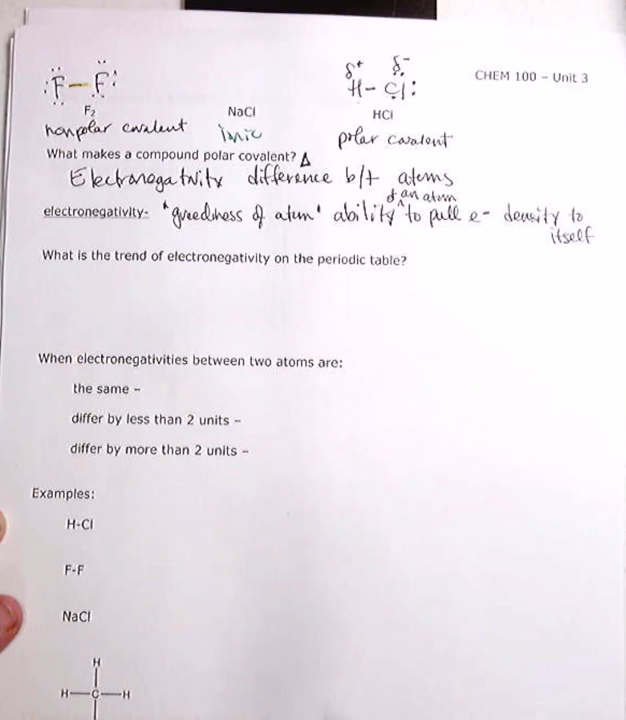 :F – F:
δ+ δ-
H - Cl:
CHEM 100 – Unit 3
F₂
NaCl
HCl
nonpolar covalent
ionic
polar covalent
What makes a compound polar covalent? Δ
Electronegatvity difference b/t atoms
electronegativity- "greediness of atom" ability of an atom to pull e- density to
itself
What is the trend of electronegativity on the periodic table?
When electronegativities between two atoms are:
the same –
differ by less than 2 units –
differ by more than 2 units –
Examples:
H-Cl
F-F
NaCl
H
H—C—H